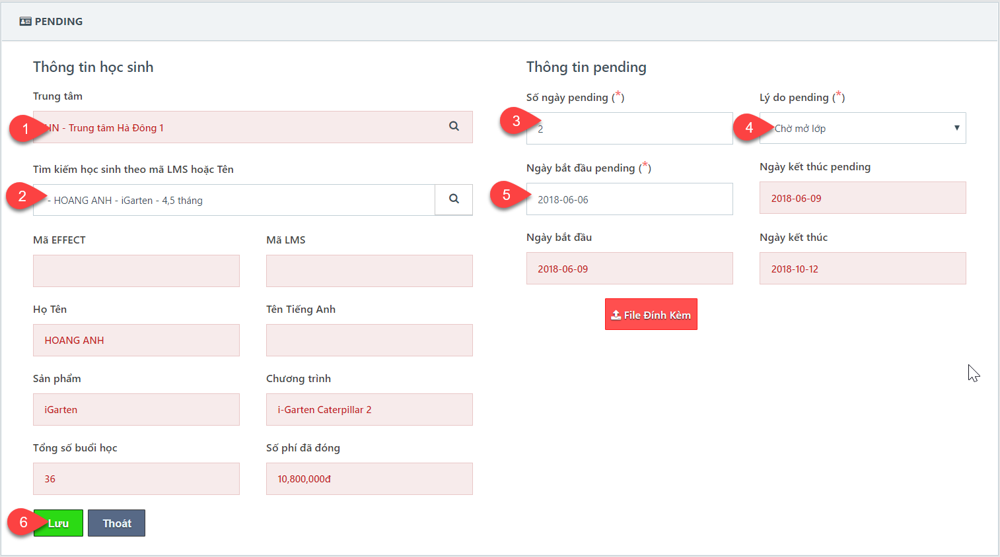 PENDING
Thông tin học sinh
Trung tâm
1
HN - Trung tâm Hà Đông 1
Tìm kiếm học sinh theo mã LMS hoặc Tên
2
- HOANG ANH - iGarten - 4,5 tháng
Mã EFFECT
Mã LMS
Họ Tên
Tên Tiếng Anh
HOANG ANH
Sản phẩm
Chương trình
iGarten
i-Garten Caterpillar 2
Tổng số buổi học
Số phí đã đóng
36
10,800,000đ
6
Lưu
Thoát
Thông tin pending
Số ngày pending (*)
Lý do pending (*)
3
2
4
Chờ mở lớp
Ngày bắt đầu pending (*)
Ngày kết thúc pending
5
2018-06-06
2018-06-09
Ngày bắt đầu
Ngày kết thúc
2018-06-09
2018-10-12
File Đính Kèm